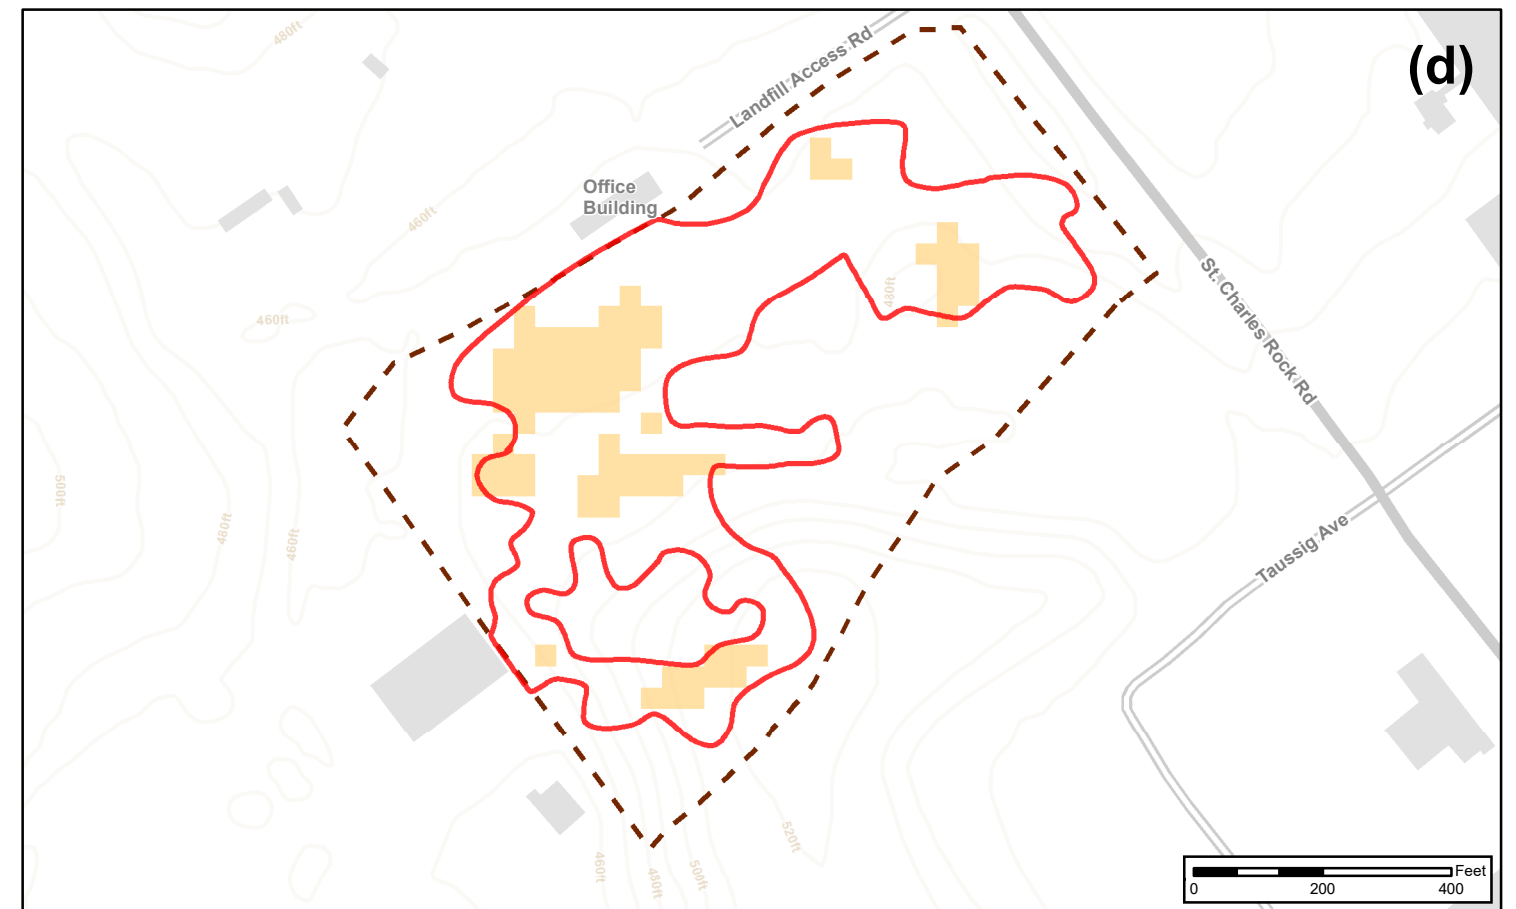 (d)
480ft
Landfill Access Rd
Office
Building
460ft
St. Charles Rock Rd
480ft
460ft
500ft
480ft
460ft
Taussig Ave
520ft
460ft
480ft
500ft
Feet
0 200 400